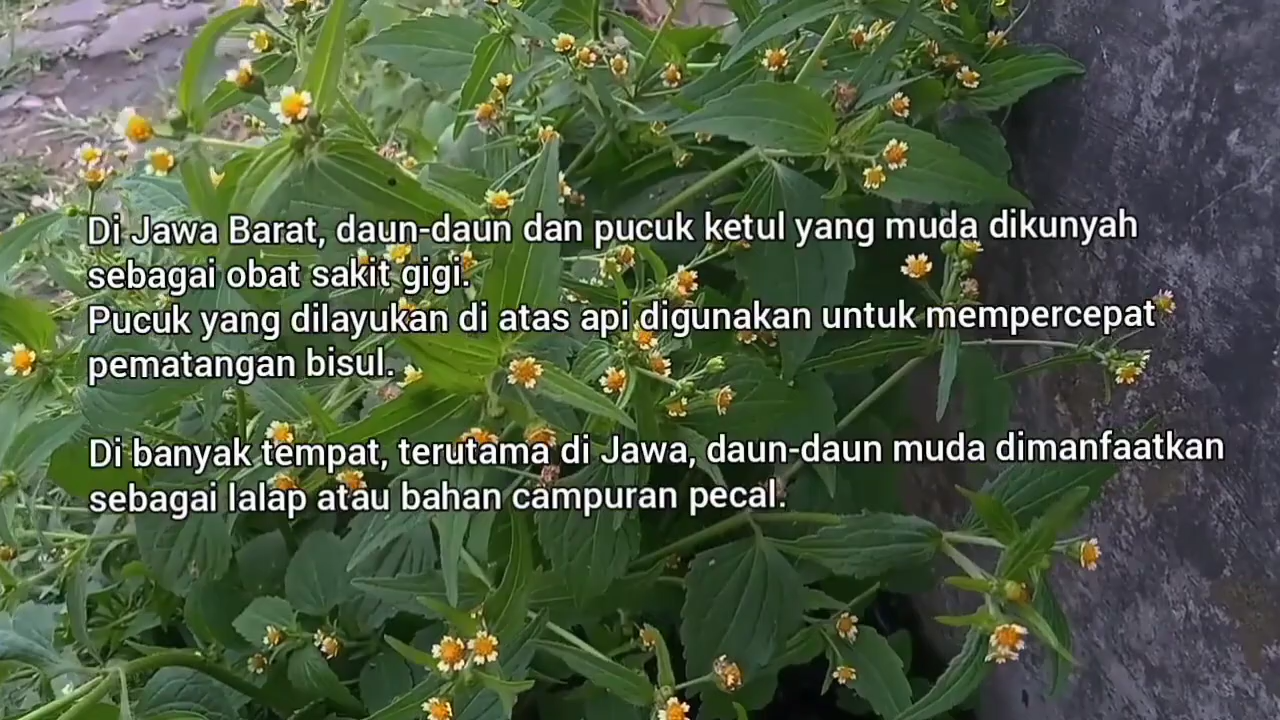 Di Jawa Barat, daun-daun dan pucuk ketul yang muda dikunyah
sebagai obat sakit gigi.
Pucuk yang dilayukan di atas api digunakan untuk mempercepat
pematangan bisul.
Di banyak tempat, terutama di Jawa, daun-daun muda dimanfaatkan
sebagai lalap atau bahan campuran pecal.